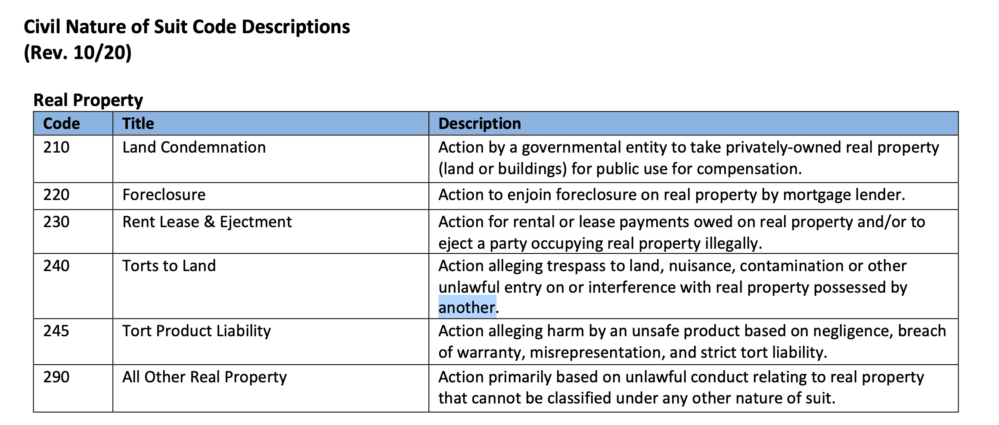 Civil Nature of Suit Code Descriptions
(Rev. 10/20)
Real Property
Code Title Description
210 Land Condemnation Action by a governmental entity to take privately-owned real property
(land or buildings) for public use for compensation.
220 Foreclosure Action to enjoin foreclosure on real property by mortgage lender.
230 Rent Lease & Ejectment Action for rental or lease payments owed on real property and/or to
eject a party occupying real property illegally.
240 Torts to Land Action alleging trespass to land, nuisance, contamination or other
unlawful entry on or interference with real property possessed by
another.
245 Tort Product Liability Action alleging harm by an unsafe product based on negligence, breach
of warranty, misrepresentation, and strict tort liability.
290 All Other Real Property Action primarily based on unlawful conduct relating to real property
that cannot be classified under any other nature of suit.